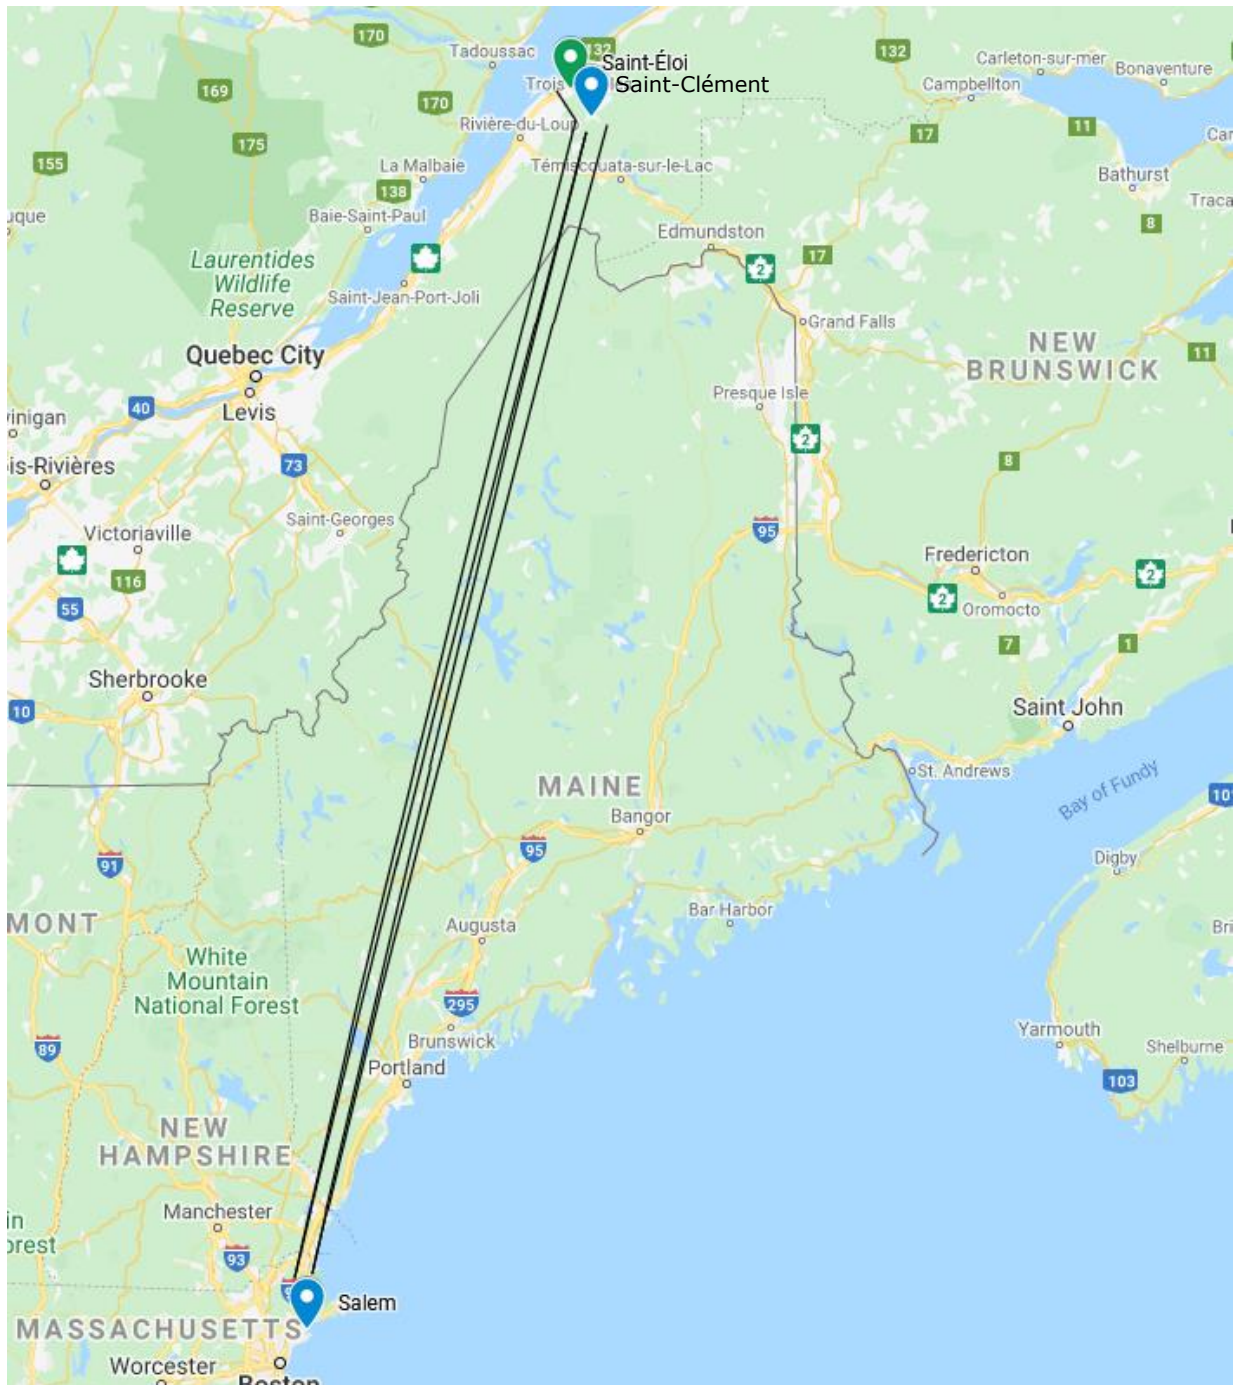 170
Tadoussac
132
Saint-Éloi
132
Carleton-sur-mer
Bonaventure
169
170
Trois
Saint-Clément
Campbellton
175
Rivière-du-Loup
17
11
155
La Malbaie
Témiscouata-sur-le-Lac
Bathurst
138
Baie-Saint-Paul
8
Edmundston
Laurentides
Wildlife
Reserve
17
2
Saint-Jean-Port-Joli
Grand Falls
NEW
BRUNSWICK
11
Quebec City
Levis
40
Presque Isle
2
73
8
is-Rivières
Saint-Georges
Victoriaville
95
Fredericton
2
116
2
Oromocto
55
7
1
Sherbrooke
10
Saint John
St. Andrews
Bay of Fundy
MAINE
Bangor
95
91
Digby
Bar Harbor
MONT
Augusta
White
Mountain
National Forest
295
Brunswick
89
Yarmouth
Shelburne
Portland
103
NEW
HAMPSHIRE
Manchester
93
Salem
MASSACHUSETTS
Worcester
Boston